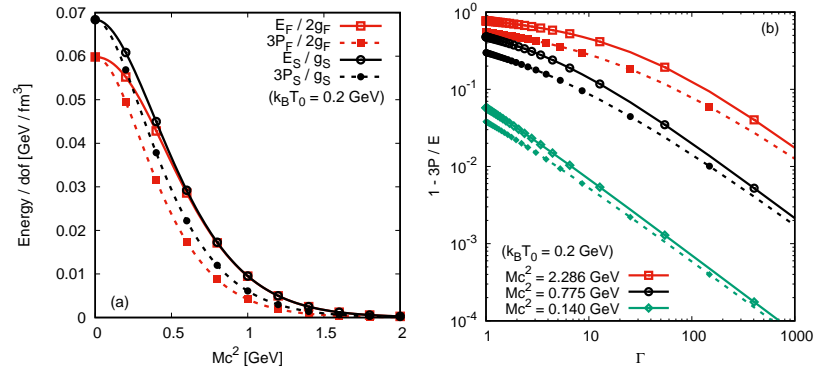 0.07
0.06
0.05
0.04
0.03
0.02
0.01
0
0
0.5
1
1.5
2
Energy / dof [GeV / fm³]
Mc² [GeV]
(a)
E_F / 2g_F
3P_F / 2g_F
E_S / g_S
3P_S / g_S
(k_BT_0 = 0.2 GeV)
10⁰
10⁻¹
10⁻²
10⁻³
10⁻⁴
1
10
100
1000
1 - 3P / E
Γ
(b)
(k_BT_0 = 0.2 GeV)
Mc² = 2.286 GeV
Mc² = 0.775 GeV
Mc² = 0.140 GeV